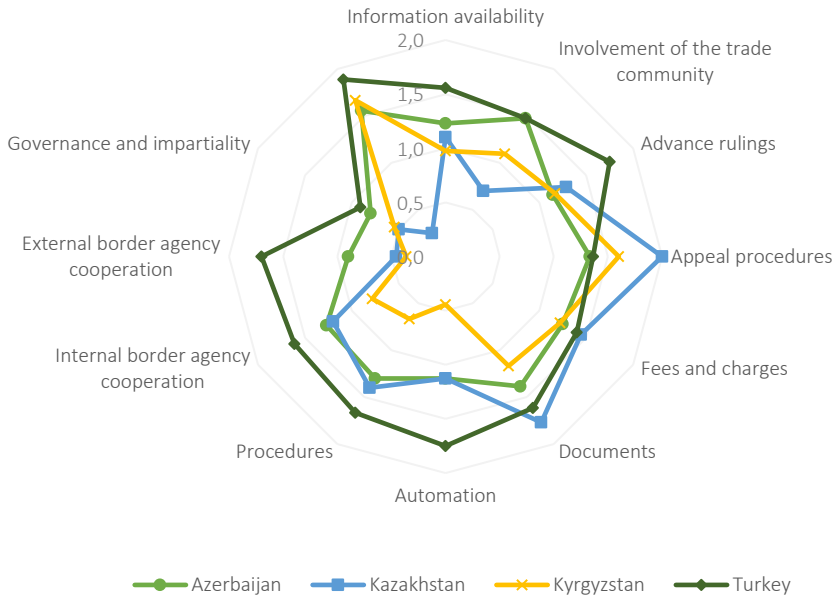 Information availability
Involvement of the trade
community
Advance rulings
Appeal procedures
Fees and charges
Documents
Automation
Procedures
Internal border agency
cooperation
External border agency
cooperation
Governance and impartiality
2,0
1,5
1,0
0,5
0,0
Azerbaijan
Kazakhstan
Kyrgyzstan
Turkey